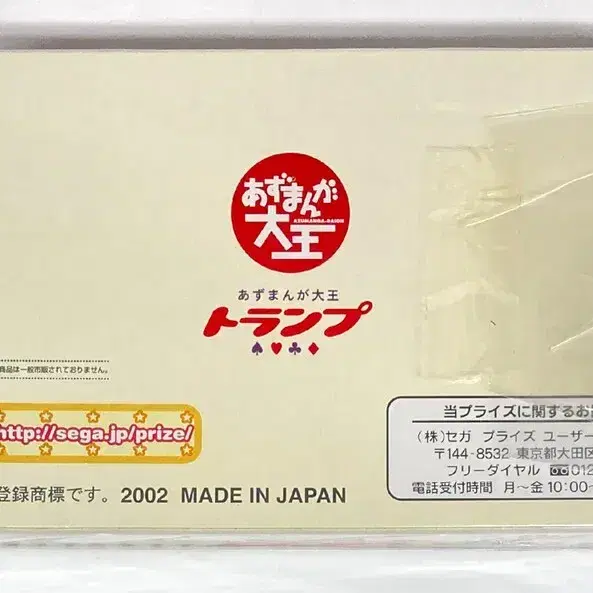 あずまんが
AZUMANGA-DAIOH
大王
あずまんが大王
トランプ
♠♥♣♦
商品は一般市販されておりません。
http://sega.jp/prize/
登録商標です。 2002 MADE IN JAPAN
当プライズに関するお
(株)セガ プライズ ユーザー
〒144-8532 東京都大田区
フリーダイヤル 012
電話受付時間 月～金 10:00~